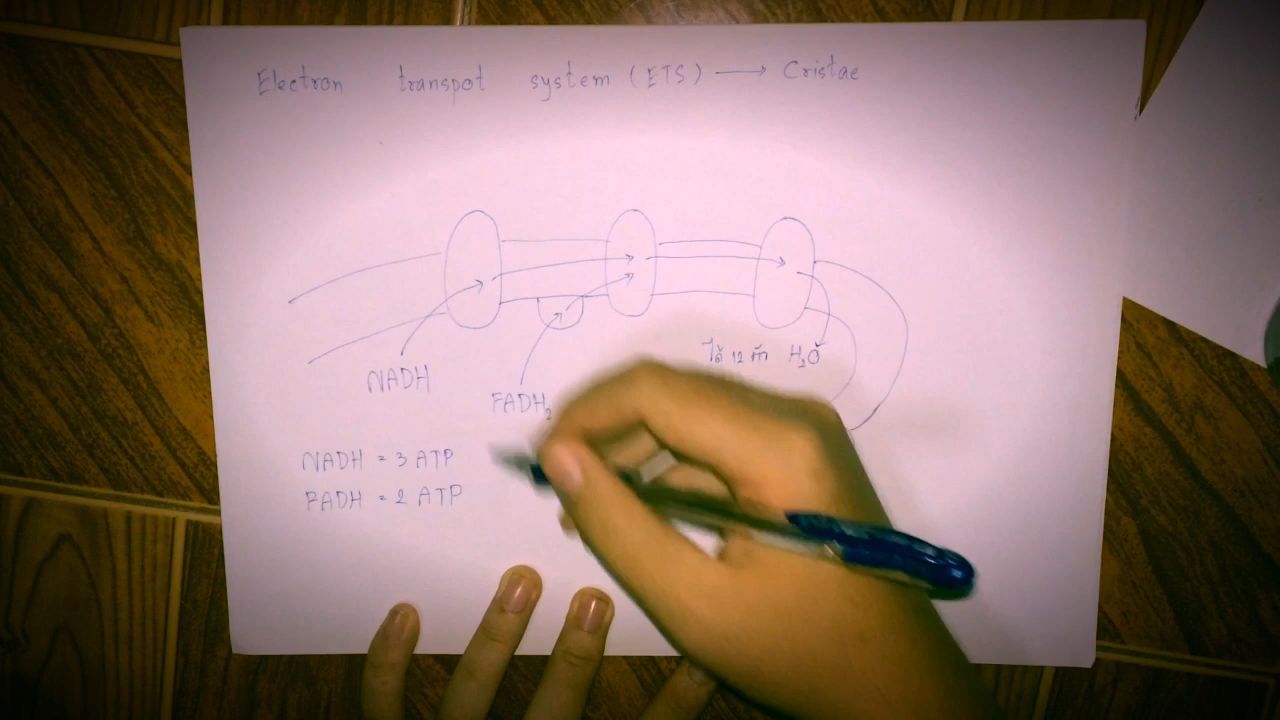 Electron transpot system (ETS) → Cristae
ได้ 12 ตัว H₂O
NADH
FADH₂
NADH = 3 ATP
FADH = 2 ATP